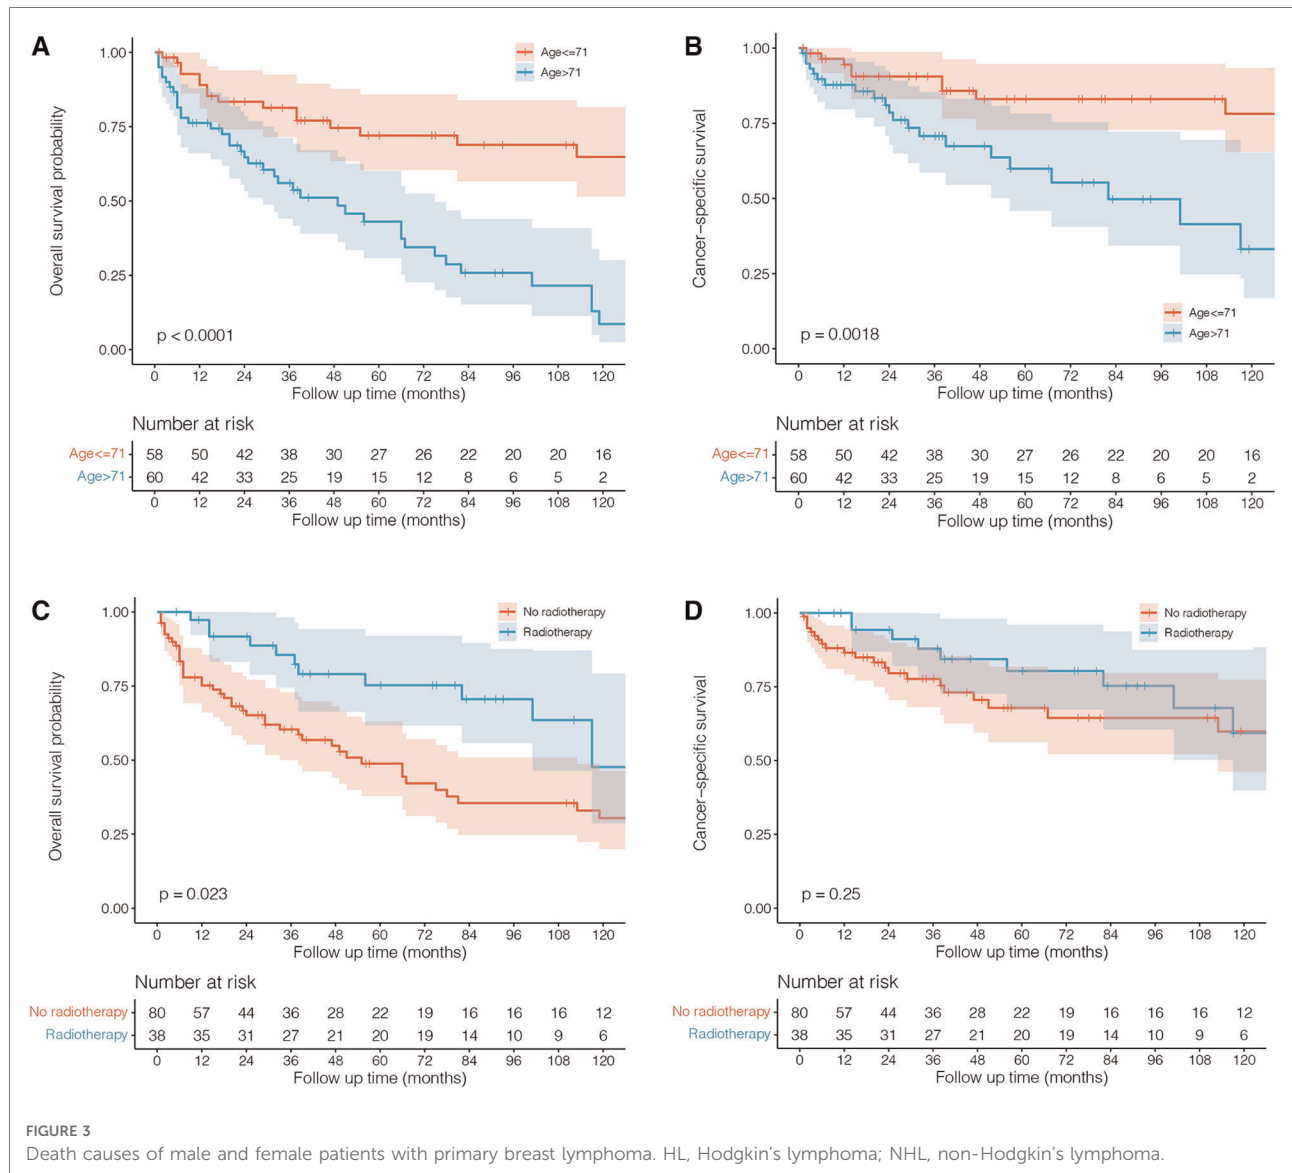 A
Age<=71
Age>71
Overall survival probability
1.00
0.75
0.50
0.25
0.00
p < 0.0001
0 12 24 36 48 60 72 84 96 108 120
Follow up time (months)
Number at risk
Age<=71 58 50 42 38 30 27 26 22 20 20 16
Age>71 60 42 33 25 19 15 12 8 6 5 2
0 12 24 36 48 60 72 84 96 108 120
Follow up time (months)
B
Cancer-specific survival
1.00
0.75
0.50
0.25
0.00
Age<=71
Age>71
p = 0.0018
0 12 24 36 48 60 72 84 96 108 120
Follow up time (months)
Number at risk
Age<=71 58 50 42 38 30 27 26 22 20 20 16
Age>71 60 42 33 25 19 15 12 8 6 5 2
0 12 24 36 48 60 72 84 96 108 120
Follow up time (months)
C
No radiotherapy
Radiotherapy
Overall survival probability
1.00
0.75
0.50
0.25
0.00
p = 0.023
0 12 24 36 48 60 72 84 96 108 120
Follow up time (months)
Number at risk
No radiotherapy 80 57 44 36 28 22 19 16 16 16 12
Radiotherapy 38 35 31 27 21 20 19 14 10 9 6
0 12 24 36 48 60 72 84 96 108 120
Follow up time (months)
D
No radiotherapy
Radiotherapy
Cancer-specific survival
1.00
0.75
0.50
0.25
0.00
p = 0.25
0 12 24 36 48 60 72 84 96 108 120
Follow up time (months)
Number at risk
No radiotherapy 80 57 44 36 28 22 19 16 16 16 12
Radiotherapy 38 35 31 27 21 20 19 14 10 9 6
0 12 24 36 48 60 72 84 96 108 120
Follow up time (months)
FIGURE 3
Death causes of male and female patients with primary breast lymphoma. HL, Hodgkin's lymphoma; NHL, non-Hodgkin's lymphoma.